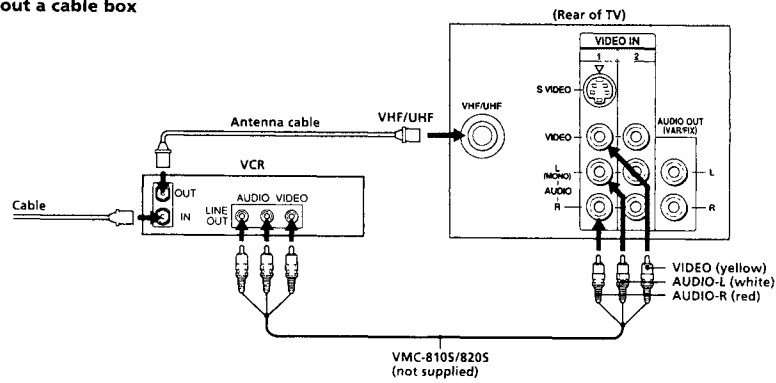 out a cable box
(Rear of TV)
VIDEO IN
1 2
S VIDEO
VHF/UHF
VIDEO
AUDIO OUT
(VAR/FIX)
L
(MONO)
AUDIO
R
L
R
Antenna cable
VHF/UHF
VCR
OUT
IN
Cable
AUDIO VIDEO
LINE
OUT
VIDEO (yellow)
AUDIO-L (white)
AUDIO-R (red)
VMC-810S/820S
(not supplied)